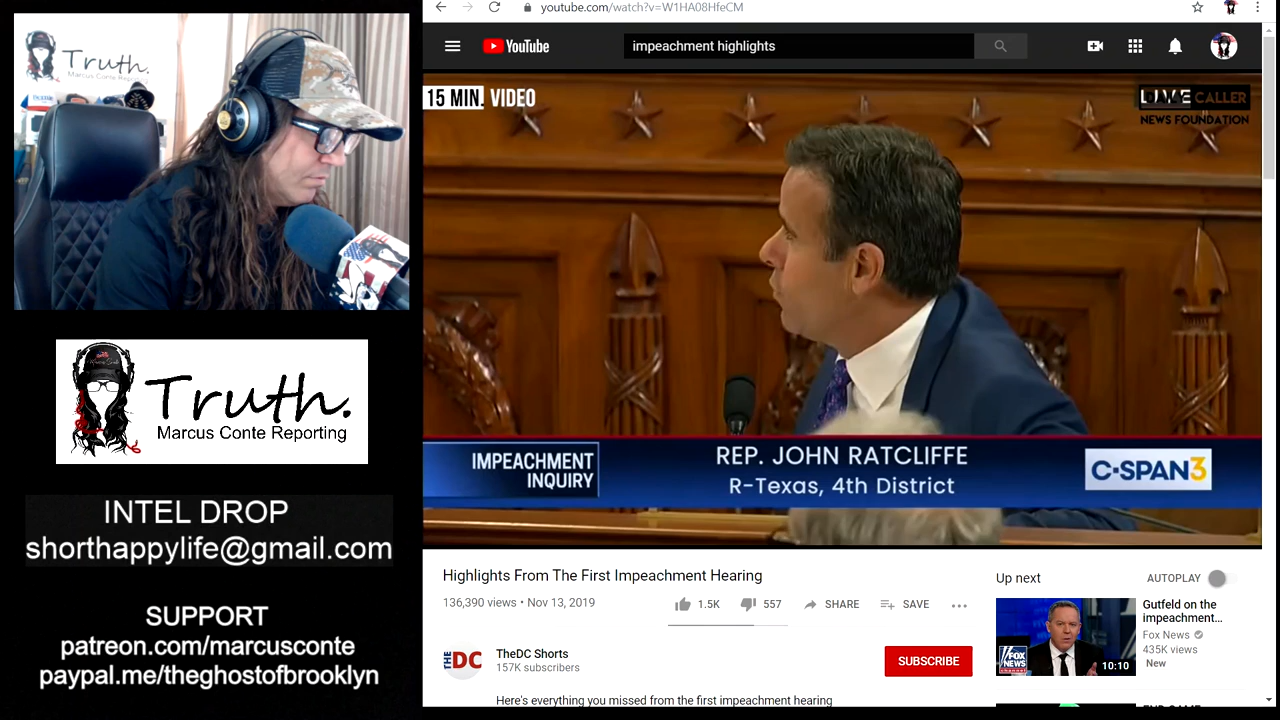 Truth.
Marcus Conte Reporting
Truth.
Marcus Conte Reporting
INTEL DROP
shorthappylife@gmail.com
SUPPORT
patreon.com/marcusconte
paypal.me/theghostofbrooklyn
youtube.com/watch?v=W1HA08HfeCM
YouTube
impeachment highlights
15 MIN. VIDEO
LIVE
CALLER
NEWS FOUNDATION
IMPEACHMENT
INQUIRY
REP. JOHN RATCLIFFE
R-Texas, 4th District
C-SPAN3
Highlights From The First Impeachment Hearing
136,390 views • Nov 13, 2019
1.5K
557
SHARE
SAVE
THE DC
TheDC Shorts
157K subscribers
SUBSCRIBE
Here's everything you missed from the first impeachment hearing
Up next
AUTOPLAY
FOX
NEWS
10:10
Gutfeld on the
impeachment...
Fox News
435K views
New